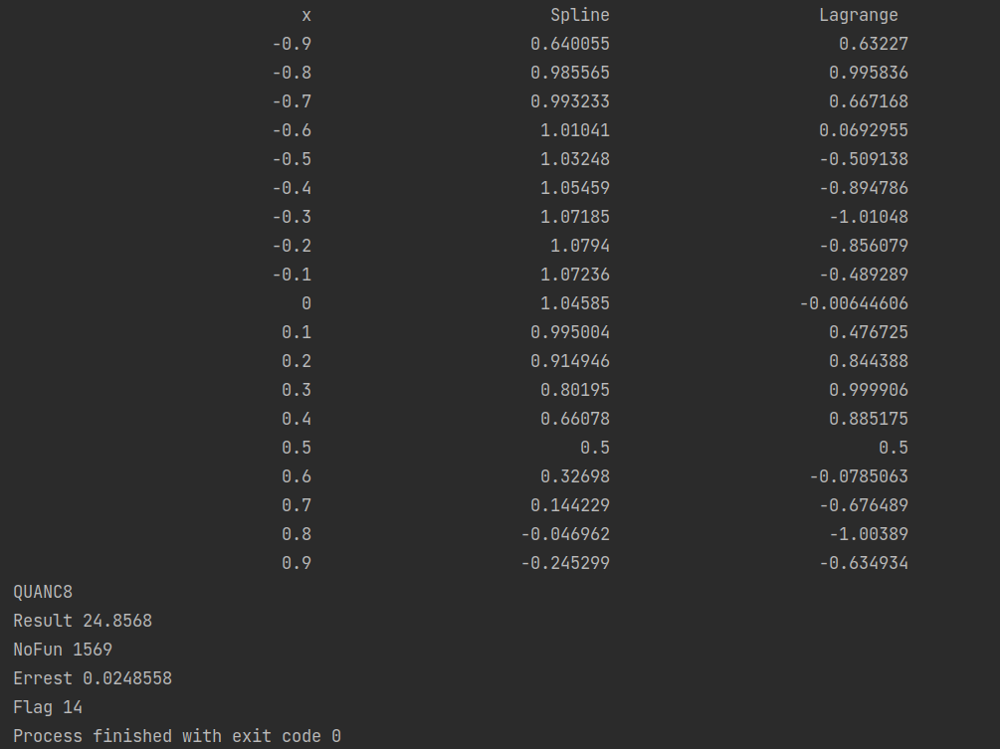 x Spline Lagrange
-0.9 0.640055 0.63227
-0.8 0.985565 0.995836
-0.7 0.993233 0.667168
-0.6 1.01041 0.0692955
-0.5 1.03248 -0.509138
-0.4 1.05459 -0.894786
-0.3 1.07185 -1.01048
-0.2 1.0794 -0.856079
-0.1 1.07236 -0.489289
0 1.04585 -0.00644606
0.1 0.995004 0.476725
0.2 0.914946 0.844388
0.3 0.80195 0.999906
0.4 0.66078 0.885175
0.5 0.5 0.5
0.6 0.32698 -0.0785063
0.7 0.144229 -0.676489
0.8 -0.046962 -1.00389
0.9 -0.245299 -0.634934
QUANC8
Result 24.8568
NoFun 1569
Errest 0.0248558
Flag 14
Process finished with exit code 0